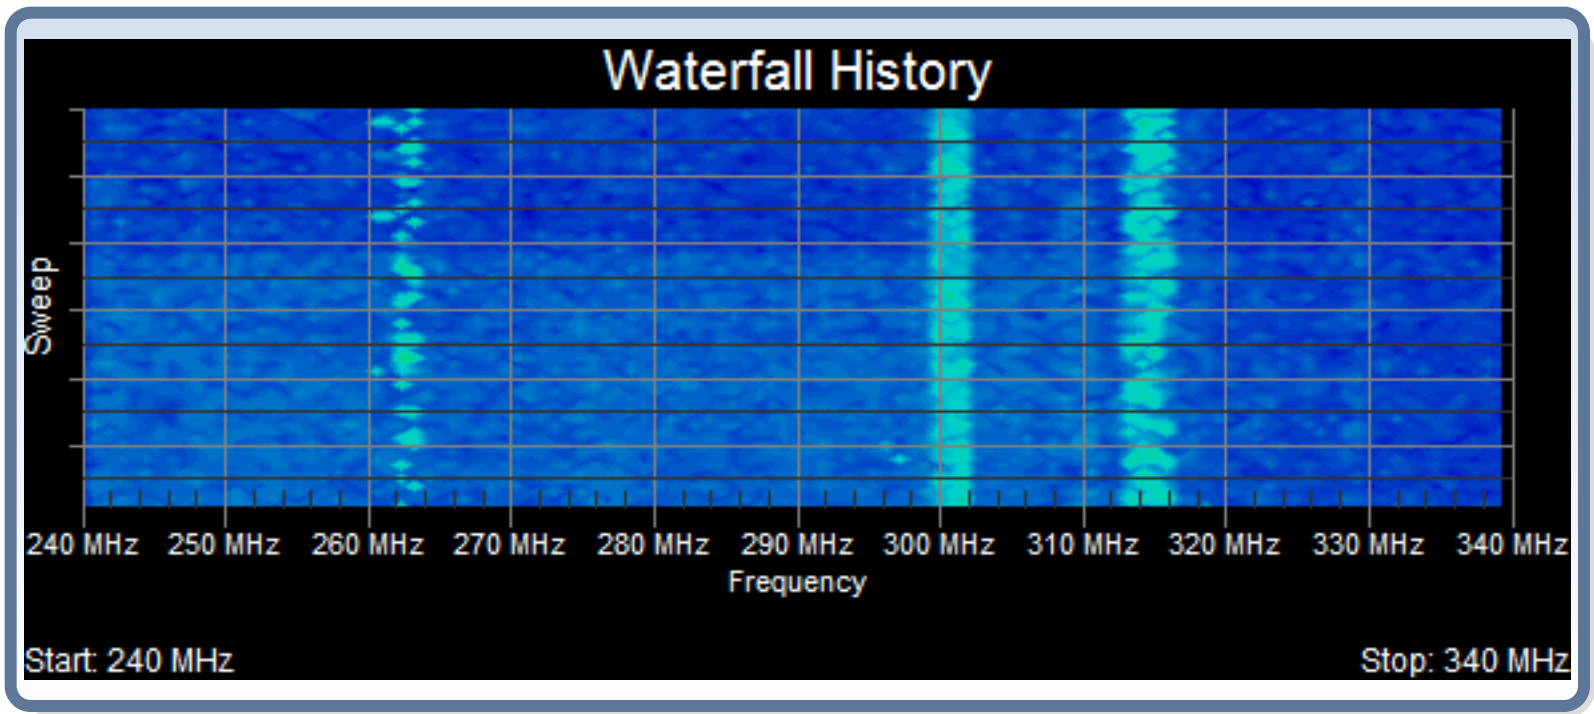 Waterfall History
Sweep
240 MHz 250 MHz 260 MHz 270 MHz 280 MHz 290 MHz 300 MHz 310 MHz 320 MHz 330 MHz 340 MHz
Frequency
Start: 240 MHz Stop: 340 MHz